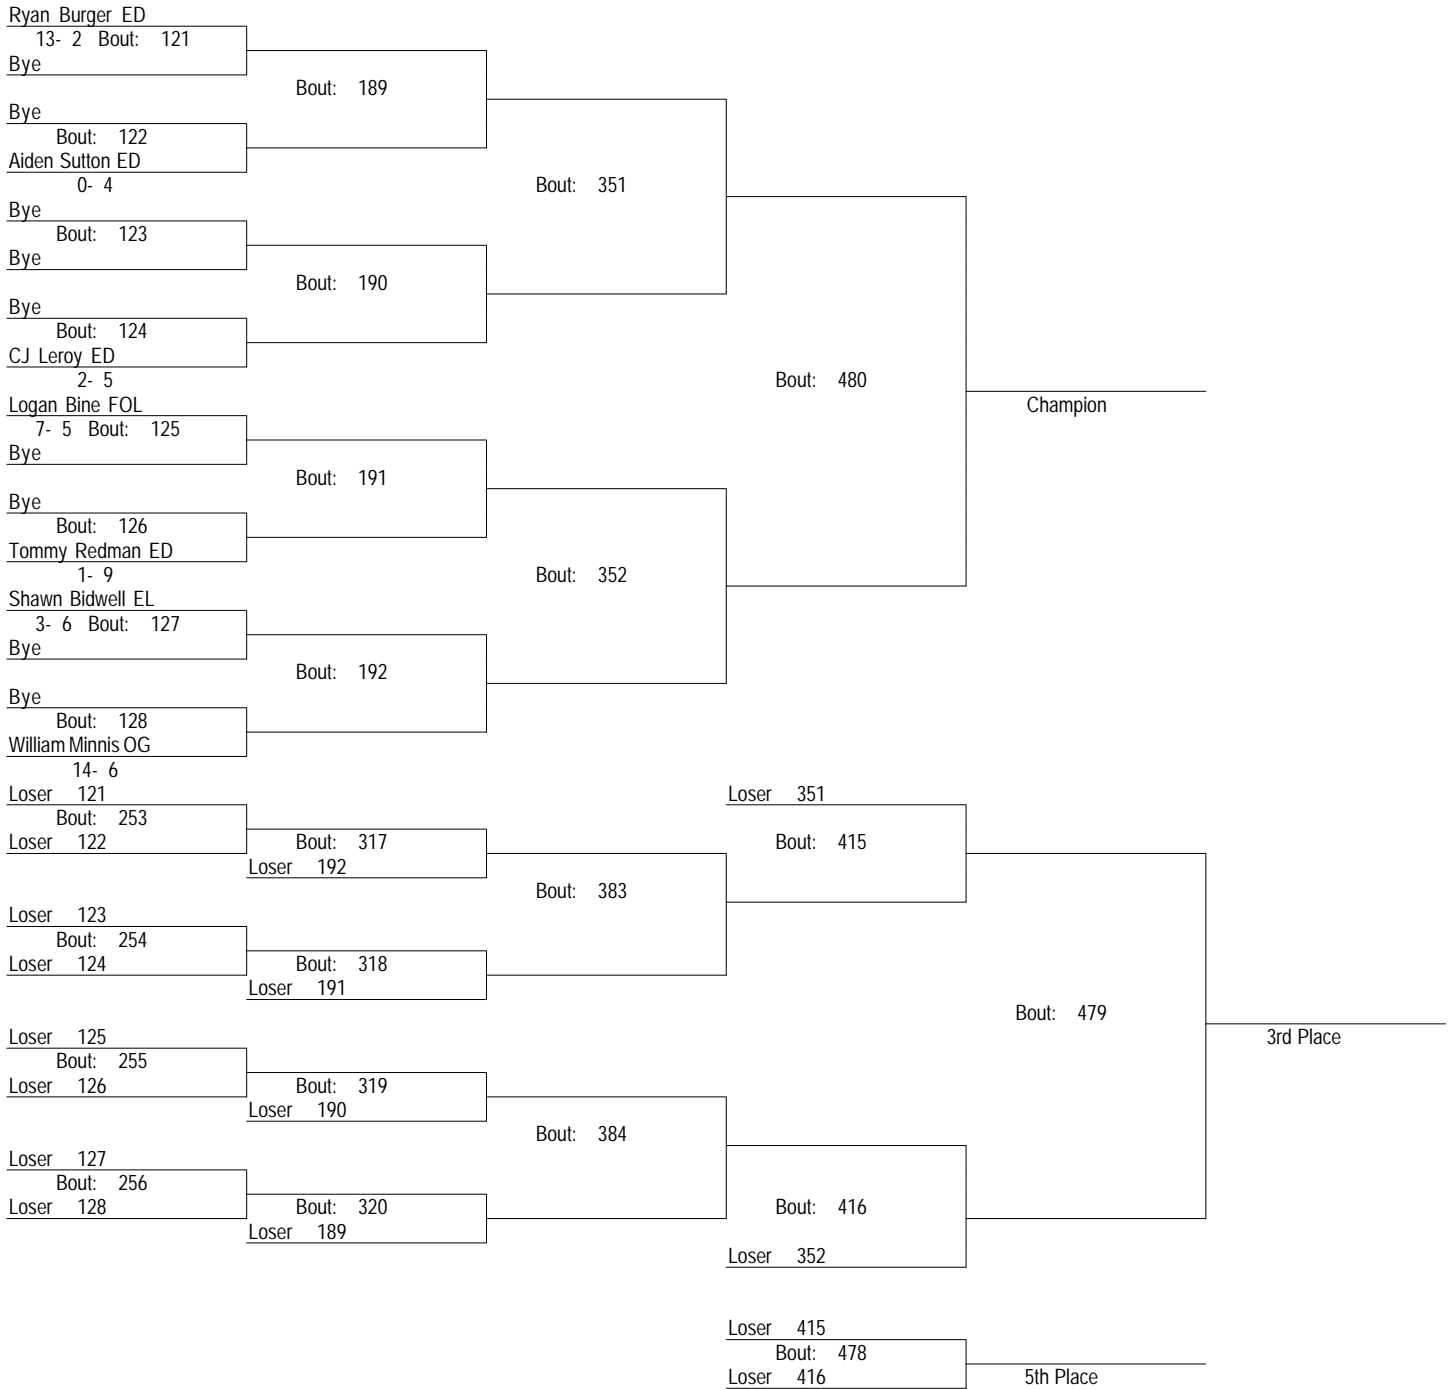 Ryan Burger ED
13- 2 Bout: 121
Bye
Bout: 189
Bye
Bout: 122
Aiden Sutton ED
0- 4
Bout: 351
Bye
Bout: 123
Bye
Bout: 190
Bye
Bout: 124
CJ Leroy ED
2- 5
Bout: 480
Champion
Logan Bine FOL
7- 5 Bout: 125
Bye
Bout: 191
Bye
Bout: 126
Tommy Redman ED
1- 9
Bout: 352
Shawn Bidwell EL
3- 6 Bout: 127
Bye
Bout: 192
Bye
Bout: 128
William Minnis OG
14- 6
Loser 121
Bout: 253
Loser 122
Bout: 317
Loser 192
Bout: 383
Loser 351
Bout: 415
Loser 123
Bout: 254
Loser 124
Bout: 318
Loser 191
Bout: 479
3rd Place
Loser 125
Bout: 255
Loser 126
Bout: 319
Loser 190
Bout: 384
Loser 127
Bout: 256
Loser 128
Bout: 320
Loser 189
Bout: 416
Loser 352
Loser 415
Bout: 478
Loser 416
5th Place